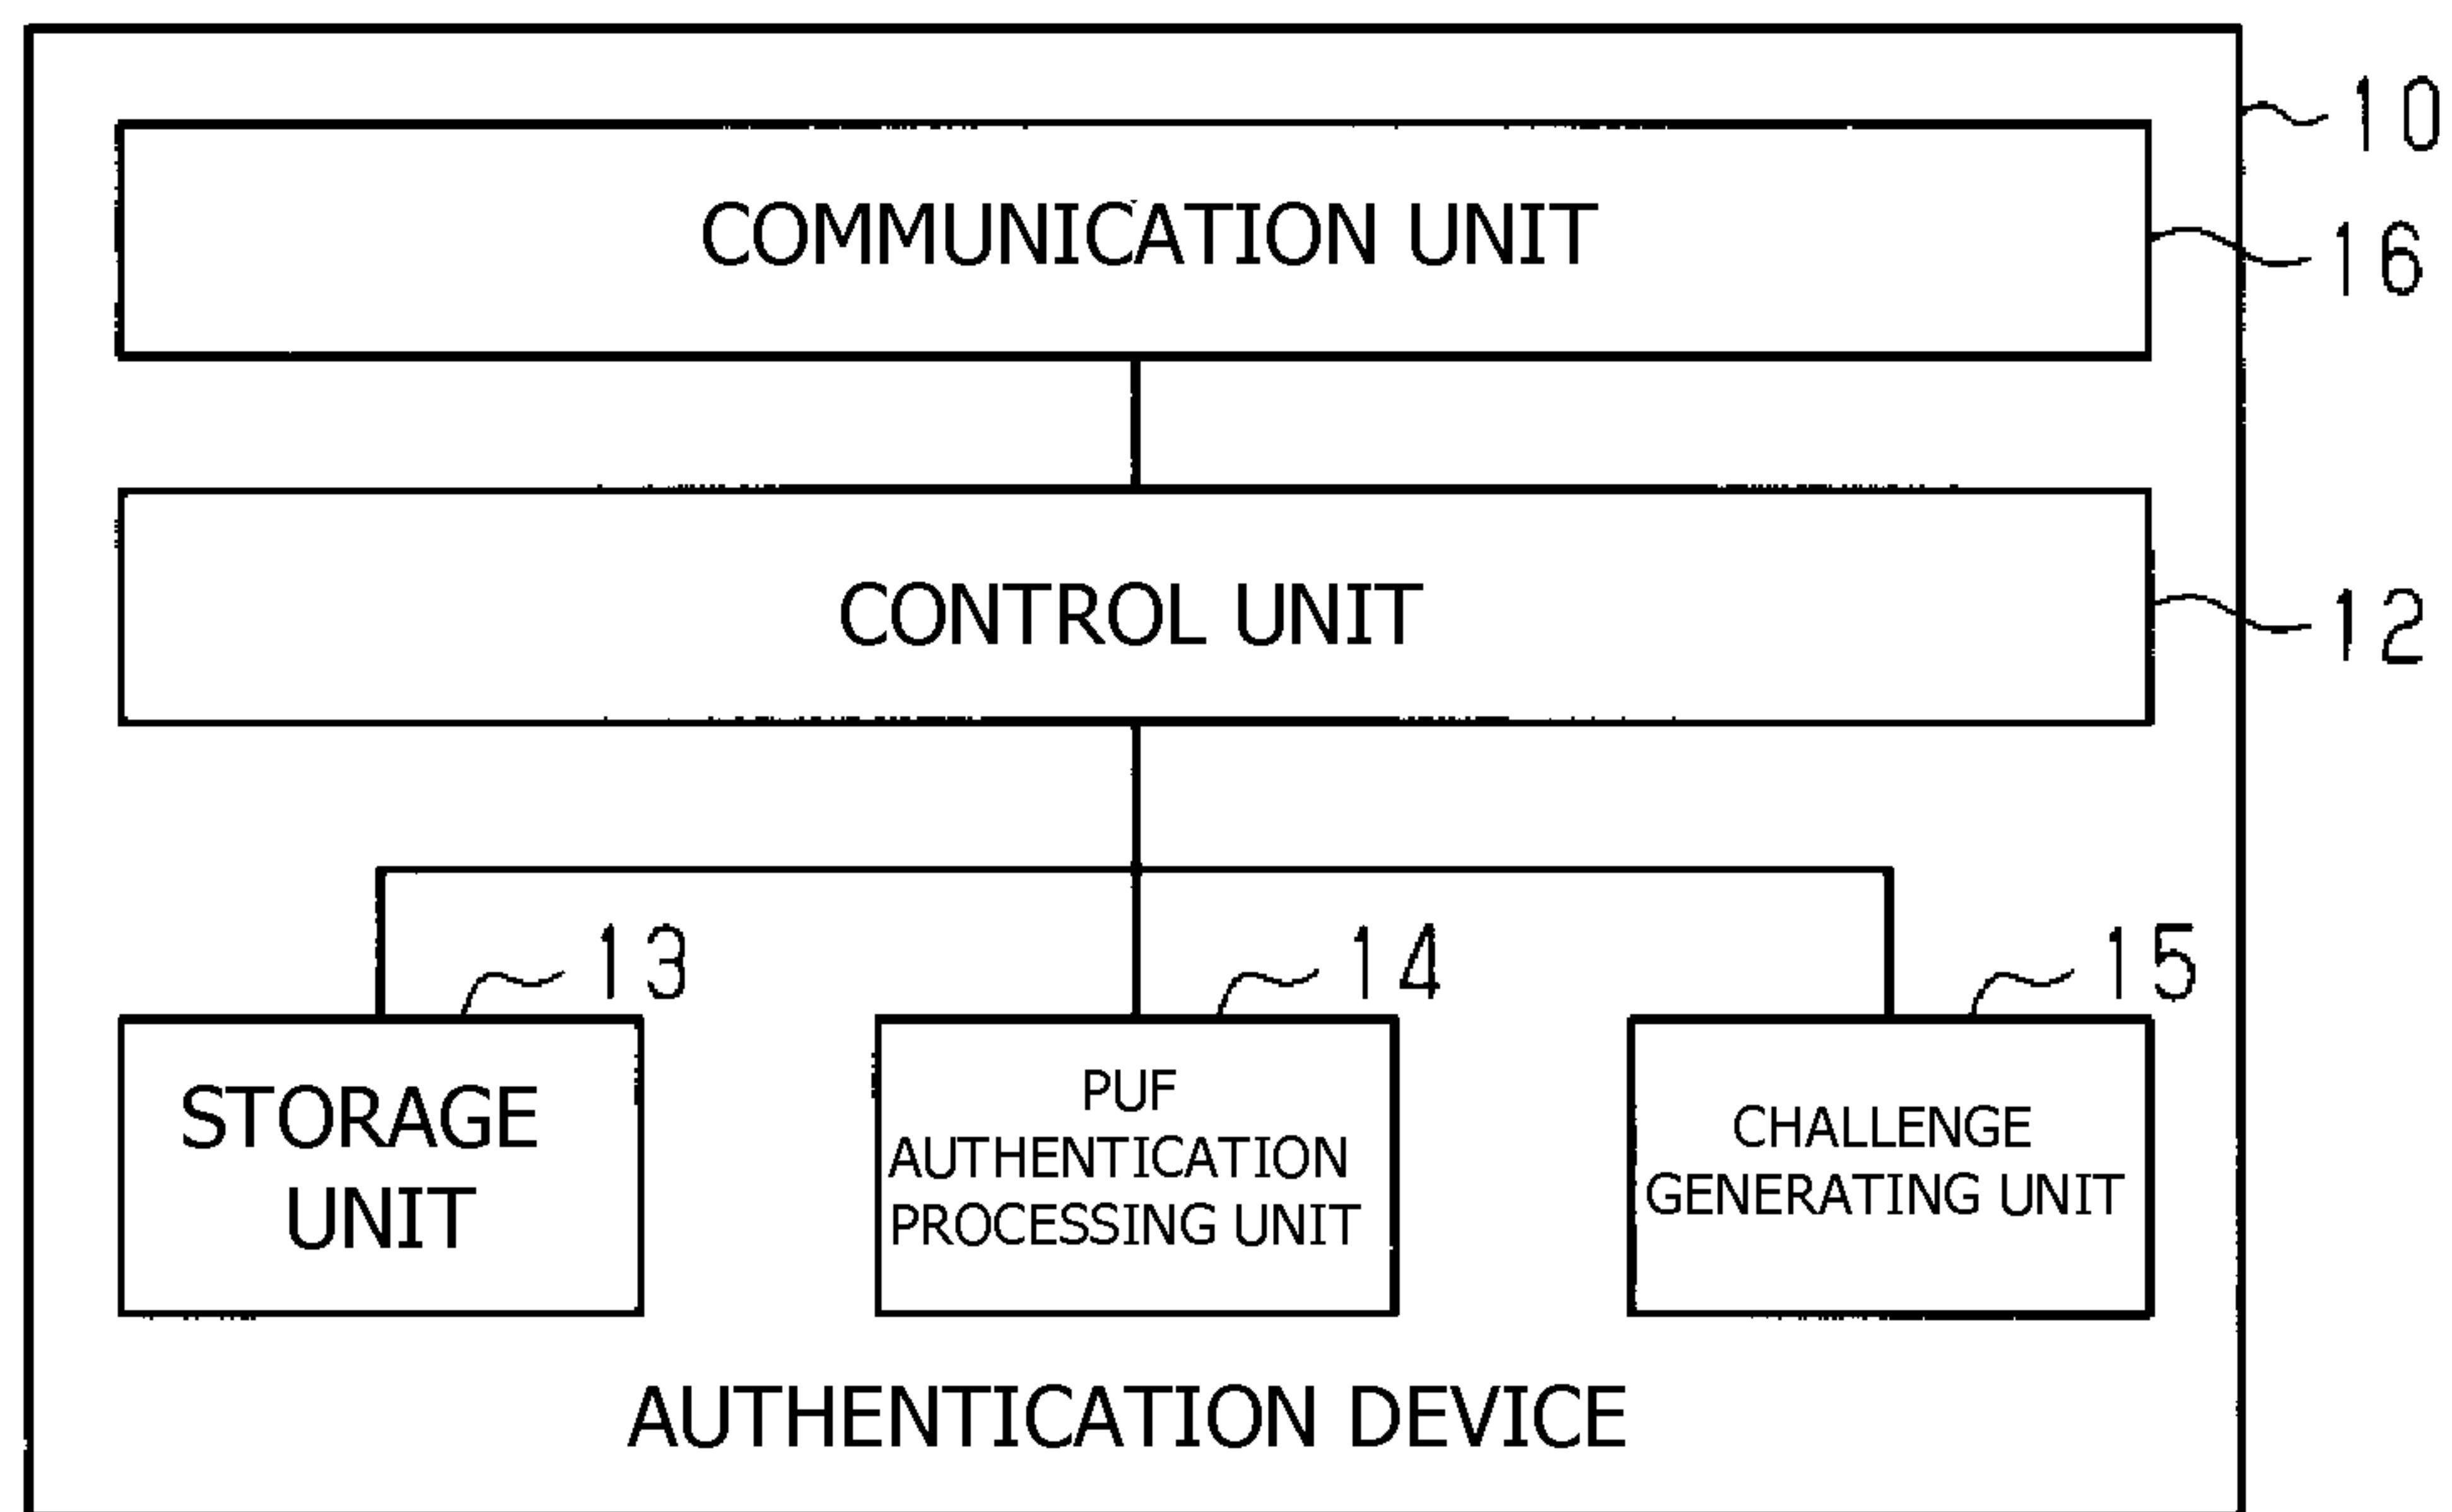 10
COMMUNICATION UNIT
16
CONTROL UNIT
12
13
14
15
STORAGE
UNIT
PUF
AUTHENTICATION
PROCESSING UNIT
CHALLENGE
GENERATING UNIT
AUTHENTICATION DEVICE